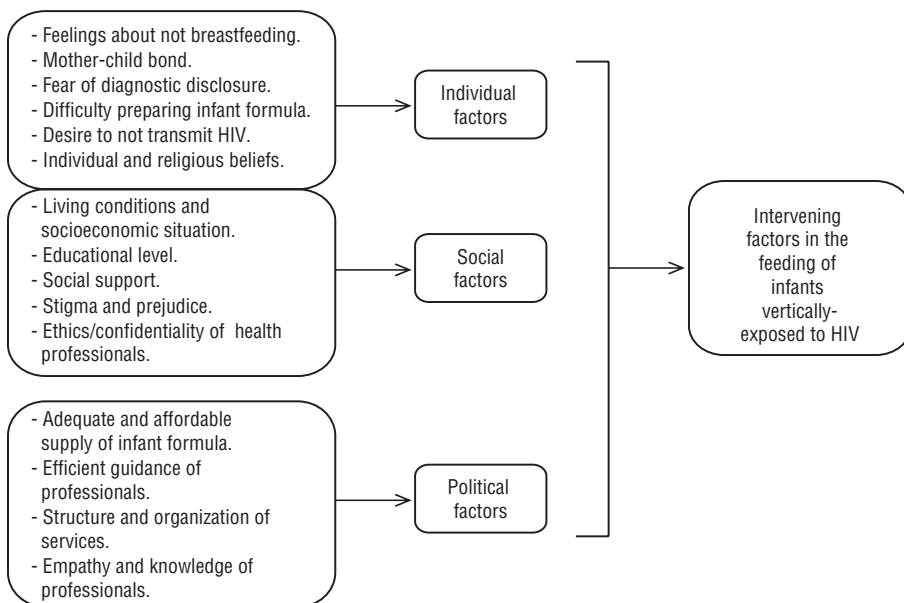 - Feelings about not breastfeeding.
- Mother-child bond.
- Fear of diagnostic disclosure.
- Difficulty preparing infant formula.
- Desire to not transmit HIV.
- Individual and religious beliefs.
Individual
factors
- Living conditions and
socioeconomic situation.
- Educational level.
- Social support.
- Stigma and prejudice.
- Ethics/confidentiality of health
professionals.
Social
factors
- Adequate and affordable
supply of infant formula.
- Efficient guidance of
professionals.
- Structure and organization of
services.
- Empathy and knowledge of
professionals.
Political
factors
Intervening
factors in the
feeding of
infants
vertically-
exposed to HIV